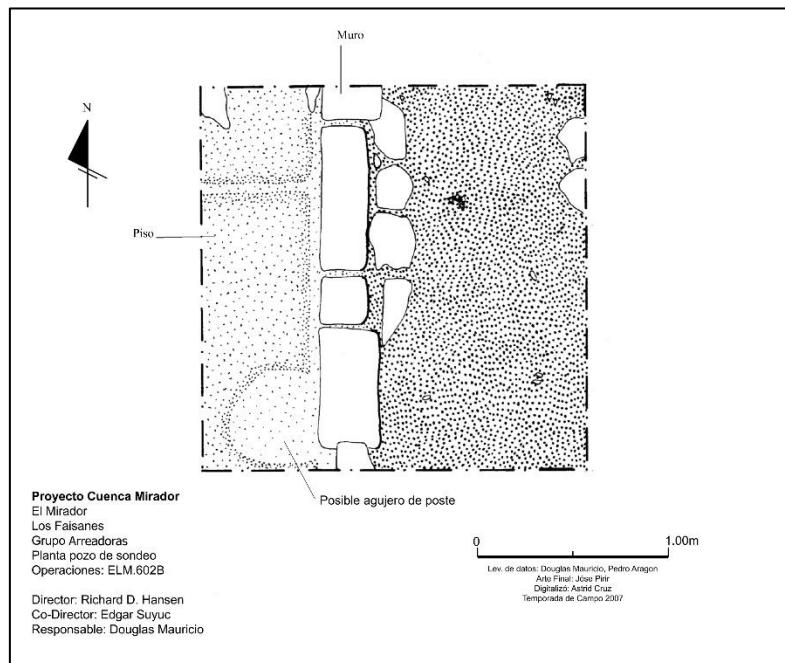 Muro
N
Piso
Posible agujero de poste
Proyecto Cuenca Mirador
El Mirador
Los Faisanes
Grupo Arreadoras
Planta pozo de sondeo
Operaciones: ELM.602B
Director: Richard D. Hansen
Co-Director: Edgar Suyuc
Responsable: Douglas Mauricio
0 1.00m
Lev. de datos: Douglas Mauricio, Pedro Aragon
Arte Final: Jóse Pirir
Digitalizó: Astrid Cruz
Temporada de Campo 2007